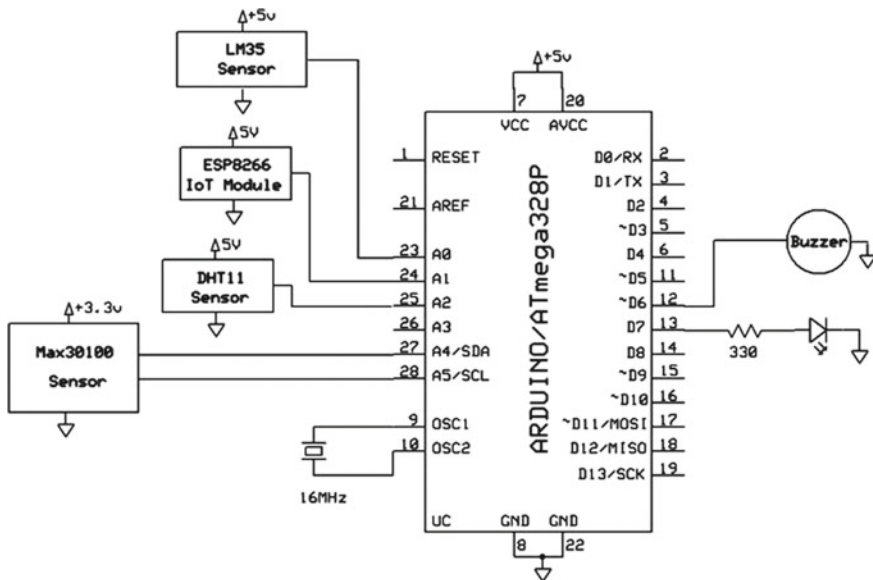 +5v
LM35
Sensor
5V
ESP8266
IoT Module
5V
DHT11
Sensor
+3.3v
Max30100
Sensor
16MHz
+5v
7
20
VCC
AVCC
1
RESET
21
AREF
23
A0
24
A1
25
A2
26
A3
27
A4/SDA
28
A5/SCL
9
OSC1
10
OSC2
UC
GND
GND
8
22
ARDUINO/ATmega328P
D0/RX
2
D1/TX
3
D2
4
~D3
5
D4
6
~D5
11
~D6
12
D7
13
D8
14
~D9
15
~D10
16
~D11/MOSI
17
D12/MISO
18
D13/SCK
19
Buzzer
330